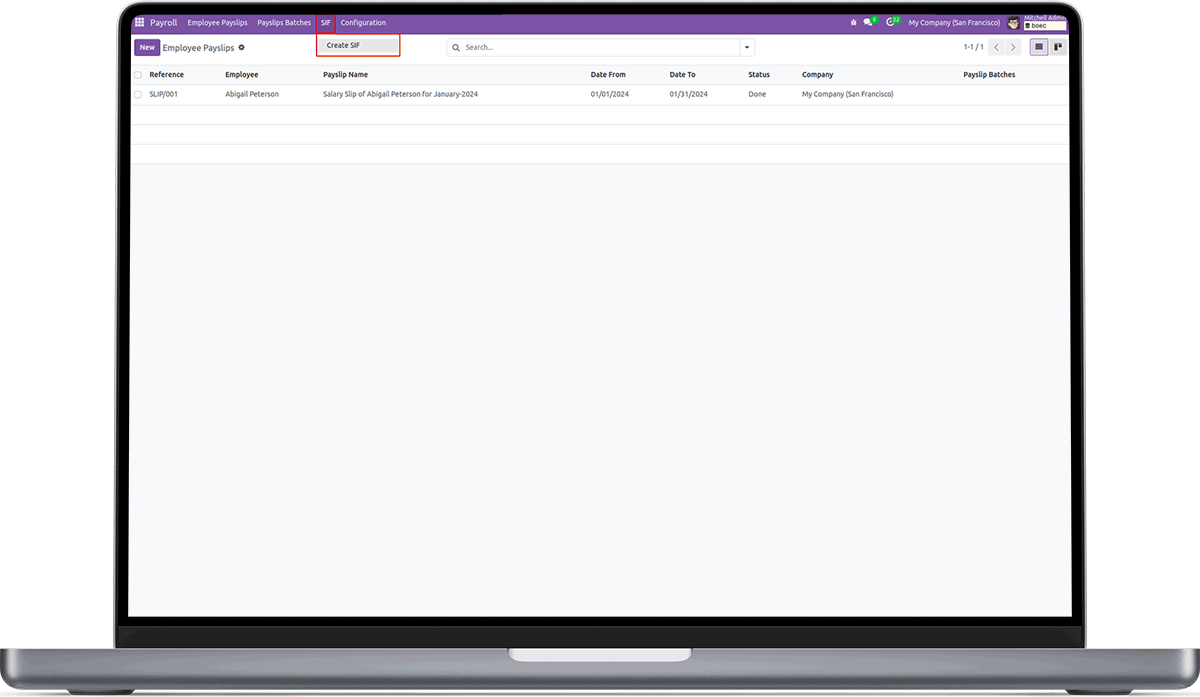 Payroll Employee Payslips Payslips Batches SIF Configuration 6 22 My Company (San Francisco) Mitchell Admin
boec
New Employee Payslips Create SIF Search... 1-1 / 1
Reference Employee Payslip Name Date From Date To Status Company Payslip Batches
SLIP/001 Abigail Peterson Salary Slip of Abigail Peterson for January-2024 01/01/2024 01/31/2024 Done My Company (San Francisco)